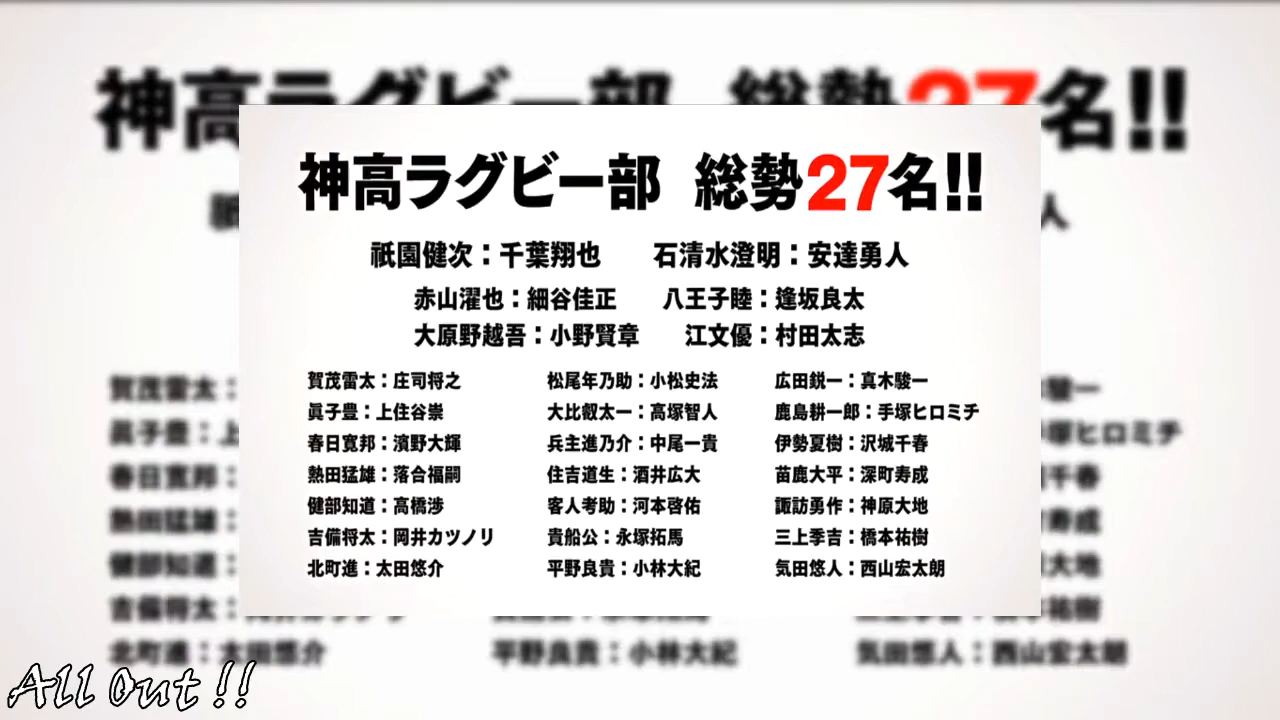 神高ラグビー部 総勢27名!!
祇園健次：千葉翔也 石清水澄明：安達勇人
赤山濯也：細谷佳正 八王子睦：逢坂良太
大原野越吾：小野賢章 江文優：村田太志
賀茂雷太：庄司将之 松尾年乃助：小松史法 広田鋭一：真木駿一
眞子豊：上住谷崇 大比叡太一：高塚智人 鹿島耕一郎：手塚ヒロミチ
春日寛邦：濱野大輝 兵主進乃介：中尾一貴 伊勢夏樹：沢城千春
熱田猛雄：落合福嗣 住吉道生：酒井広大 苗鹿大平：深町寿成
健部知道：高橋渉 客人考助：河本啓佑 諏訪勇作：神原大地
吉備将太：岡井カツノリ 貴船公：永塚拓馬 三上季吉：橋本祐樹
北町進：太田悠介 平野良貴：小林大紀 気田悠人：西山宏太朗
All Out !!